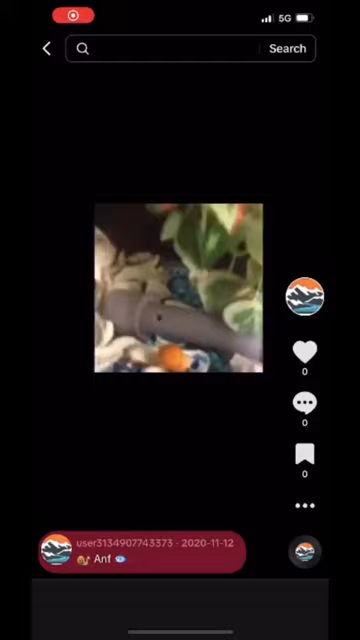 5G
Search
0
0
0
user3134907743373 · 2020-11-12
🐌 Anf 🐟